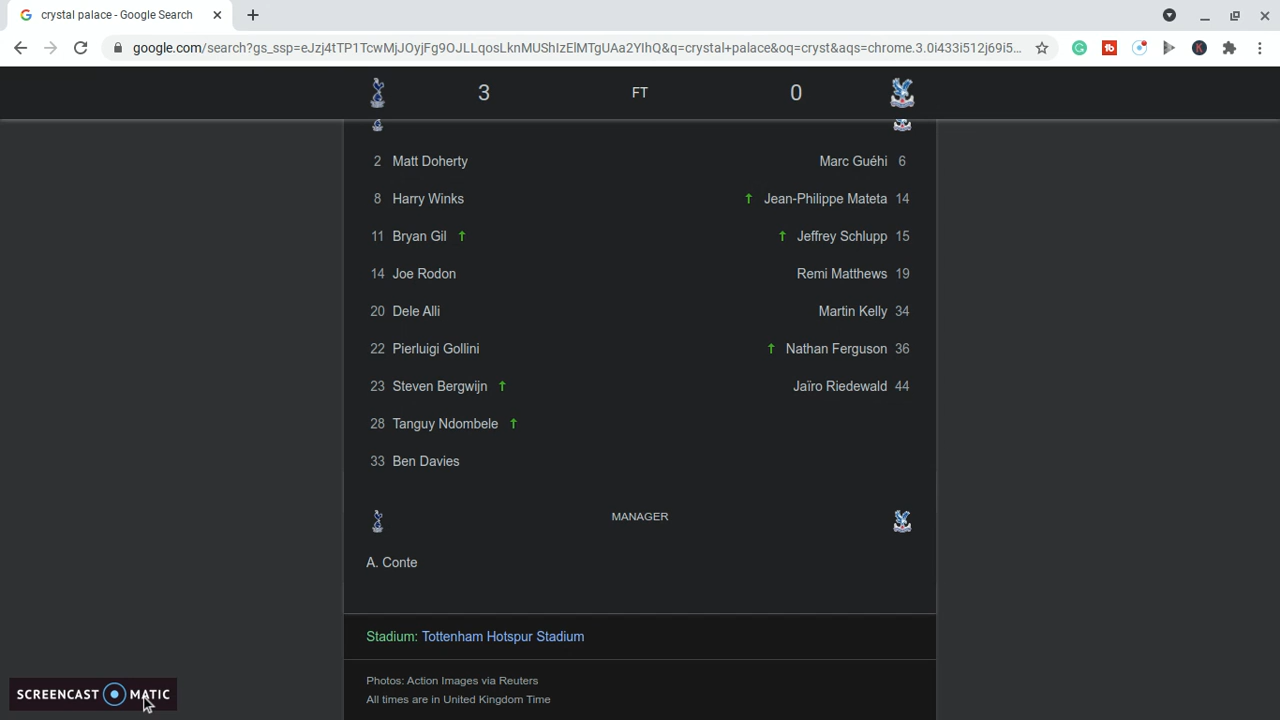 crystal palace - Google Search
google.com/search?gs_ssp=eJzj4tTP1TcwMjJOyjFg9OJLLqosLknMUShIzElMTgUAa2YIhQ&q=crystal+palace&oq=cryst&aqs=chrome.3.0i433i512j69i5...
3 FT 0
2 Matt Doherty Marc Guéhi 6
8 Harry Winks ↑ Jean-Philippe Mateta 14
11 Bryan Gil ↑ ↑ Jeffrey Schlupp 15
14 Joe Rodon Remi Matthews 19
20 Dele Alli Martin Kelly 34
22 Pierluigi Gollini ↑ Nathan Ferguson 36
23 Steven Bergwijn ↑ Jaïro Riedewald 44
28 Tanguy Ndombele ↑
33 Ben Davies
MANAGER
A. Conte
Stadium: Tottenham Hotspur Stadium
Photos: Action Images via Reuters
All times are in United Kingdom Time
SCREENCAST MATIC